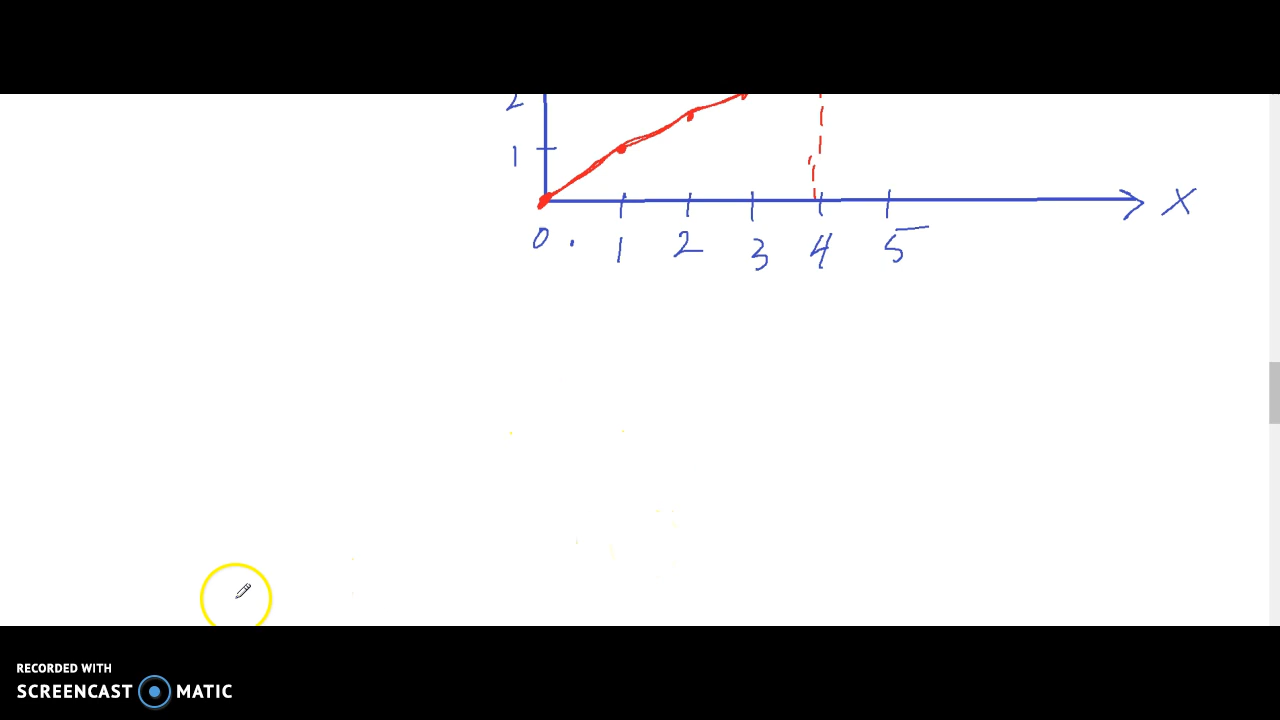 2
1
X
0 . 1 2 3 4 5
RECORDED WITH
SCREENCAST MATIC